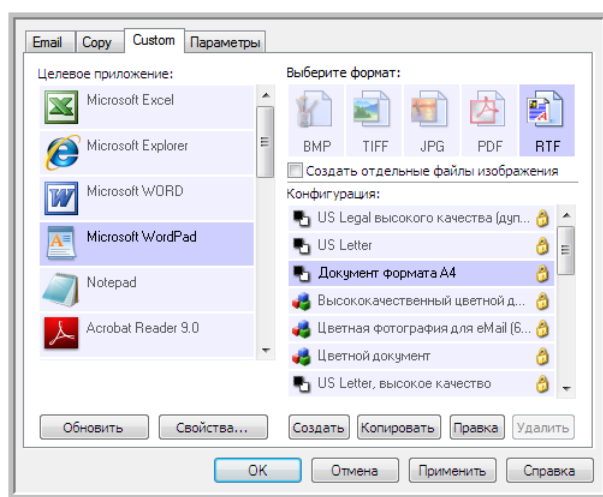 Email Copy Custom Параметры
Целевое приложение:
Microsoft Excel
Microsoft Explorer
Microsoft WORD
Microsoft WordPad
Notepad
Acrobat Reader 9.0
Обновить Свойства...
Выберите формат:
BMP TIFF JPG PDF RTF
Создать отдельные файлы изображения
Конфигурация:
US Legal высокого качества (дуп...
US Letter
Документ формата A4
Высококачественный цветной д...
Цветная фотография для eMail (6...
Цветной документ
US Letter, высокое качество
Создать Копировать Правка Удалить
OK Отмена Применить Справка